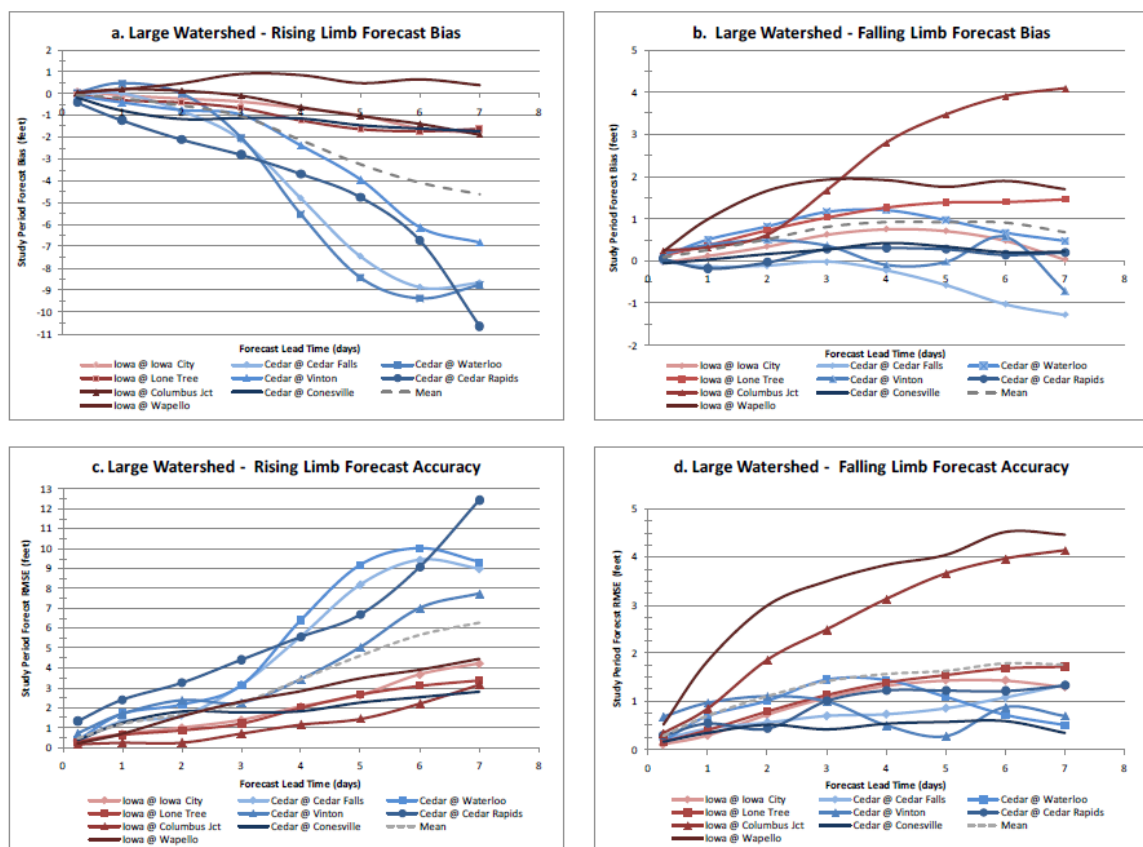 a. Large Watershed - Rising Limb Forecast Bias
2
1
0
-1
-2
-3
-4
-5
-6
-7
-8
-9
-10
-11
Study Period Forecst Bias (feet)
0 1 2 3 4 5 6 7 8
Forecast Lead Time (days)
Iowa @ Iowa City Cedar @ Cedar Falls Cedar @ Waterloo
Iowa @ Lone Tree Cedar @ Vinton Cedar @ Cedar Rapids
Iowa @ Columbus Jct Cedar @ Conesville Mean
Iowa @ Wapello
b. Large Watershed - Falling Limb Forecast Bias
5
4
3
2
1
0
-1
-2
Study Period Forecst Bias (feet)
0 1 2 3 4 5 6 7 8
Forecast Lead Time (days)
Iowa @ Iowa City Cedar @ Cedar Falls Cedar @ Waterloo
Iowa @ Lone Tree Cedar @ Vinton Cedar @ Cedar Rapids
Iowa @ Columbus Jct Cedar @ Conesville Mean
Iowa @ Wapello
c. Large Watershed - Rising Limb Forecast Accuracy
13
12
11
10
9
8
7
6
5
4
3
2
1
0
Study Period Forecst RMSE (feet)
0 1 2 3 4 5 6 7 8
Forecast Lead Time (days)
Iowa @ Iowa City Cedar @ Cedar Falls Cedar @ Waterloo
Iowa @ Lone Tree Cedar @ Vinton Cedar @ Cedar Rapids
Iowa @ Columbus Jct Cedar @ Conesville Mean
Iowa @ Wapello
d. Large Watershed - Falling Limb Forecast Accuracy
5
4
3
2
1
0
Study Period Forecst RMSE (feet)
0 1 2 3 4 5 6 7 8
Forecast Lead Time (days)
Iowa @ Iowa City Cedar @ Cedar Falls Cedar @ Waterloo
Iowa @ Lone Tree Cedar @ Vinton Cedar @ Cedar Rapids
Iowa @ Columbus Jct Cedar @ Conesville Mean
Iowa @ Wapello